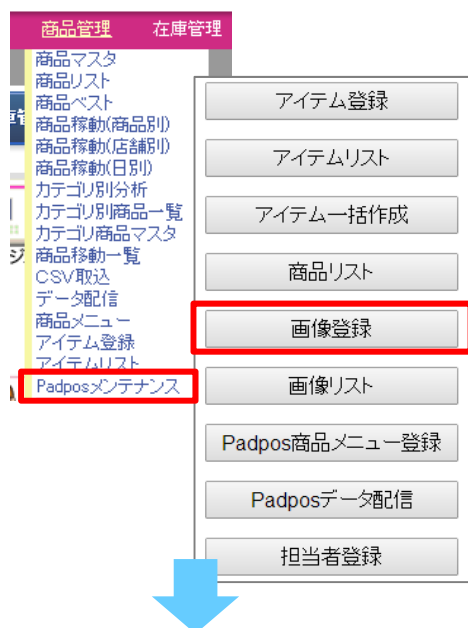 商品管理 在庫管理
商品マスタ
商品リスト
商品ベスト
商品稼動(商品別)
商品稼動(店舗別)
商品稼動(日別)
カテゴリ別分析
カテゴリ別商品一覧
カテゴリ商品マスタ
商品移動一覧
CSV取込
データ配信
商品メニュー
アイテム登録
アイテムリスト
Padposメンテナンス
アイテム登録
アイテムリスト
アイテム一括作成
商品リスト
画像登録
画像リスト
Padpos商品メニュー登録
Padposデータ配信
担当者登録